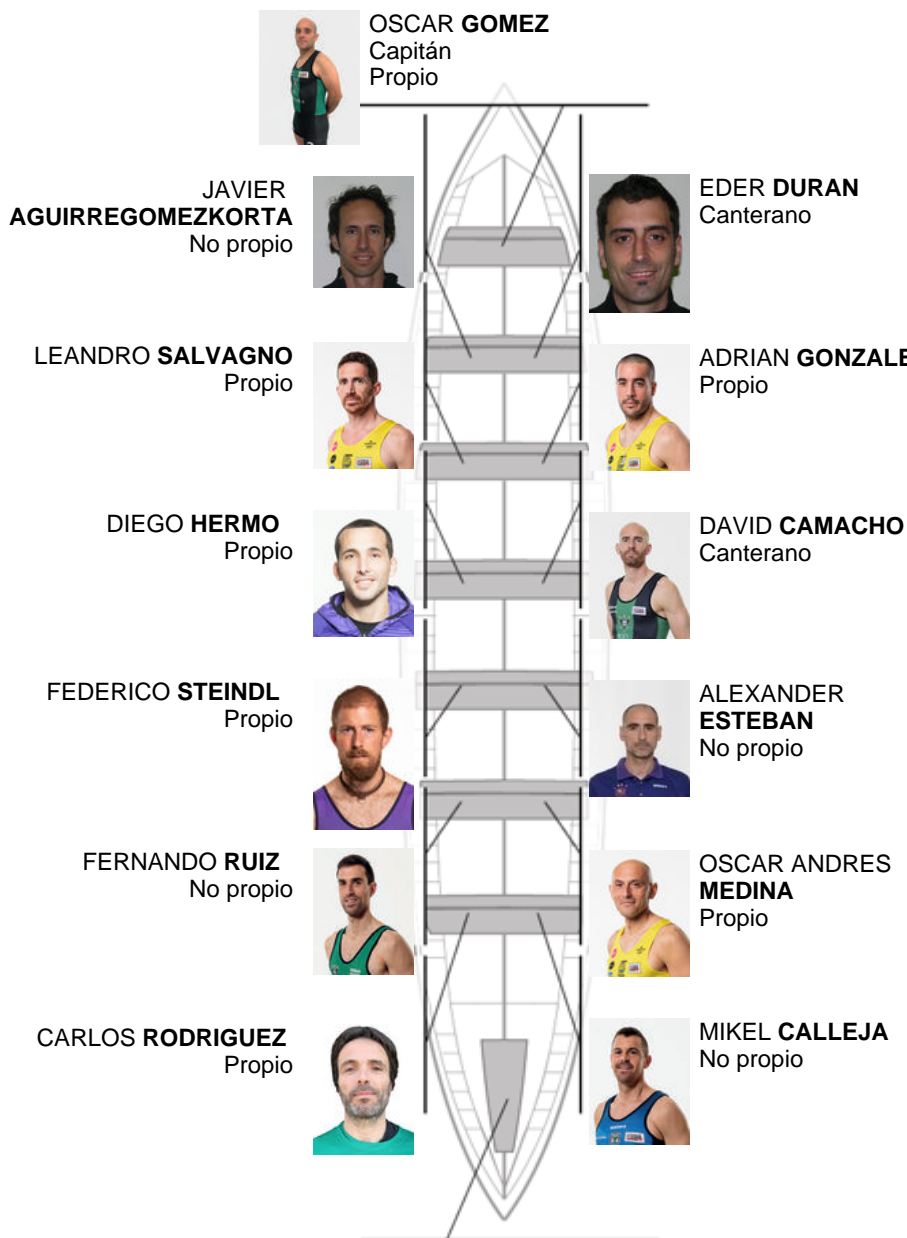 OSCAR GOMEZ
Capitán
Propio
JAVIER
AGUIRREGOMEZKORTA
No propio
EDER DURAN
Canterano
LEANDRO SALVAGNO
Propio
ADRIAN GONZALE
Propio
DIEGO HERMO
Propio
DAVID CAMACHO
Canterano
FEDERICO STEINDL
Propio
ALEXANDER
ESTEBAN
No propio
FERNANDO RUIZ
No propio
OSCAR ANDRES
MEDINA
Propio
CARLOS RODRIGUEZ
Propio
MIKEL CALLEJA
No propio